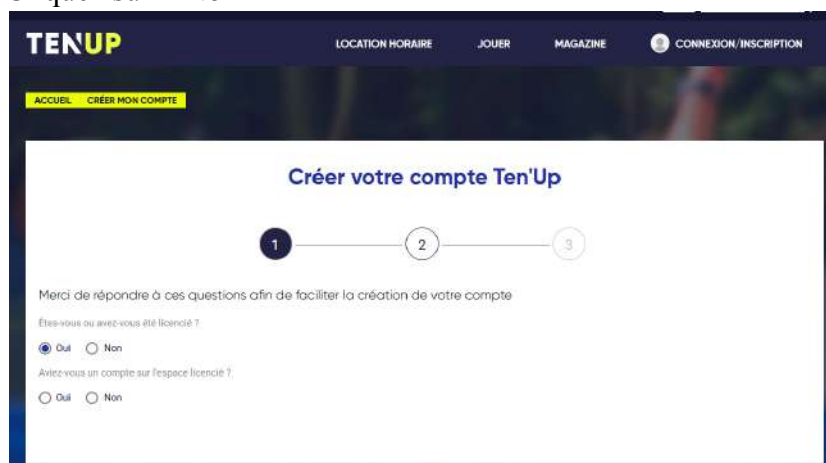 TEN'UP
LOCATION HORAIRE JOUER MAGAZINE CONNEXION/INSCRIPTION
ACCUEIL CRÉER MON COMPTE
Créer votre compte Ten'Up
1 2 3
Merci de répondre à ces questions afin de faciliter la création de votre compte
Êtes-vous ou avez-vous été licencié ?
Oui Non
Aviez-vous un compte sur l'espace licencié ?
Oui Non